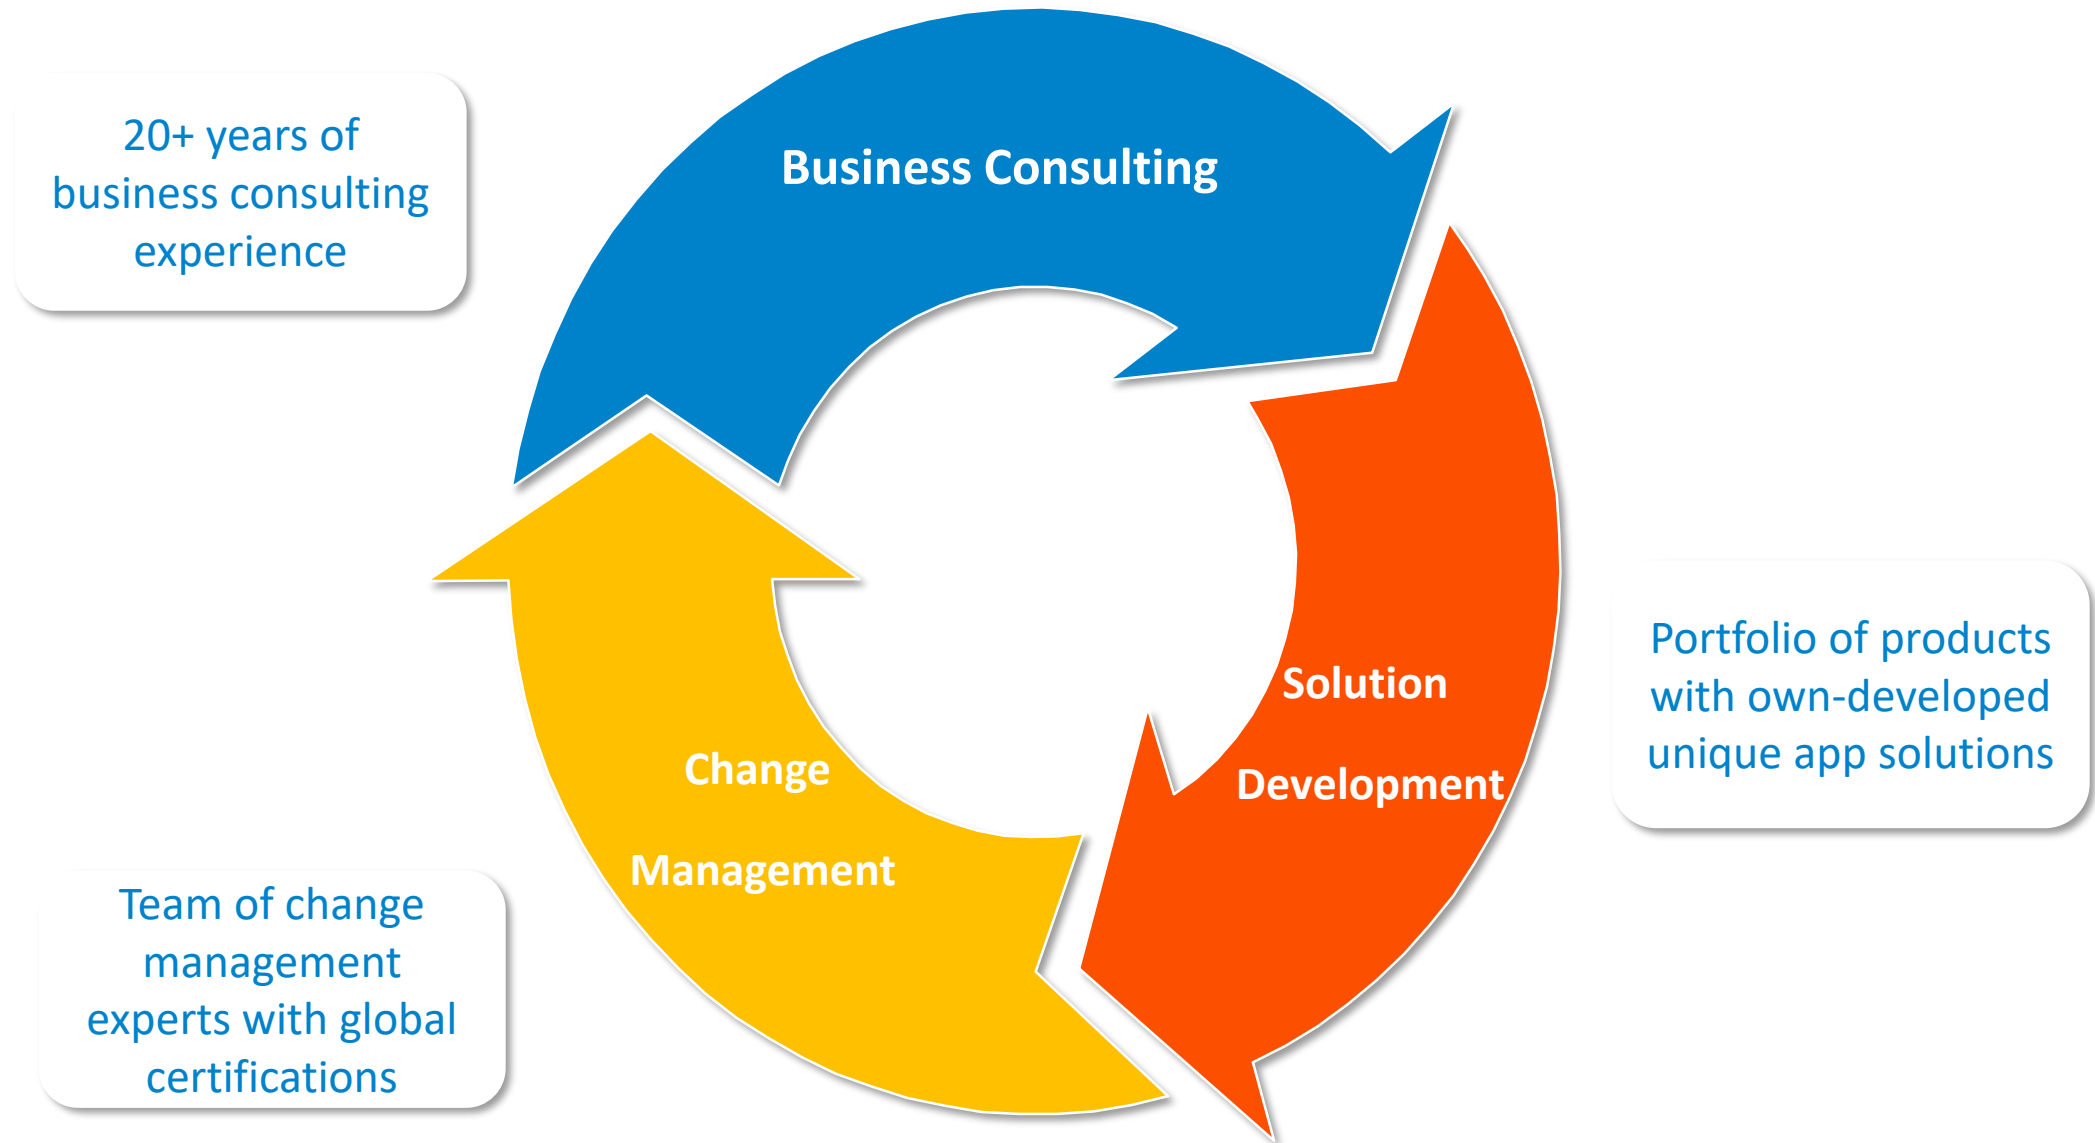 20+ years of
business consulting
experience
Business Consulting
Solution
Development
Portfolio of products
with own-developed
unique app solutions
Change
Management
Team of change
management
experts with global
certifications